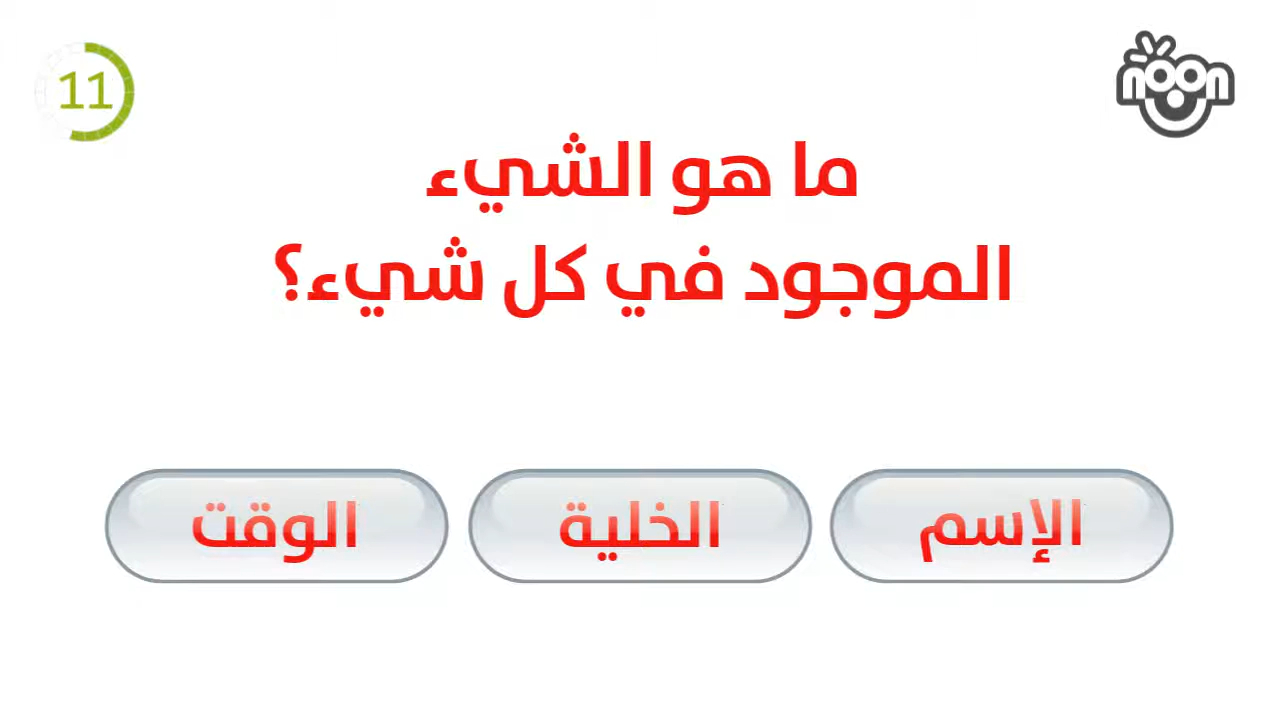 11
noon
ما هو الشيء
الموجود في كل شيء؟
الإسم
الخلية
الوقت